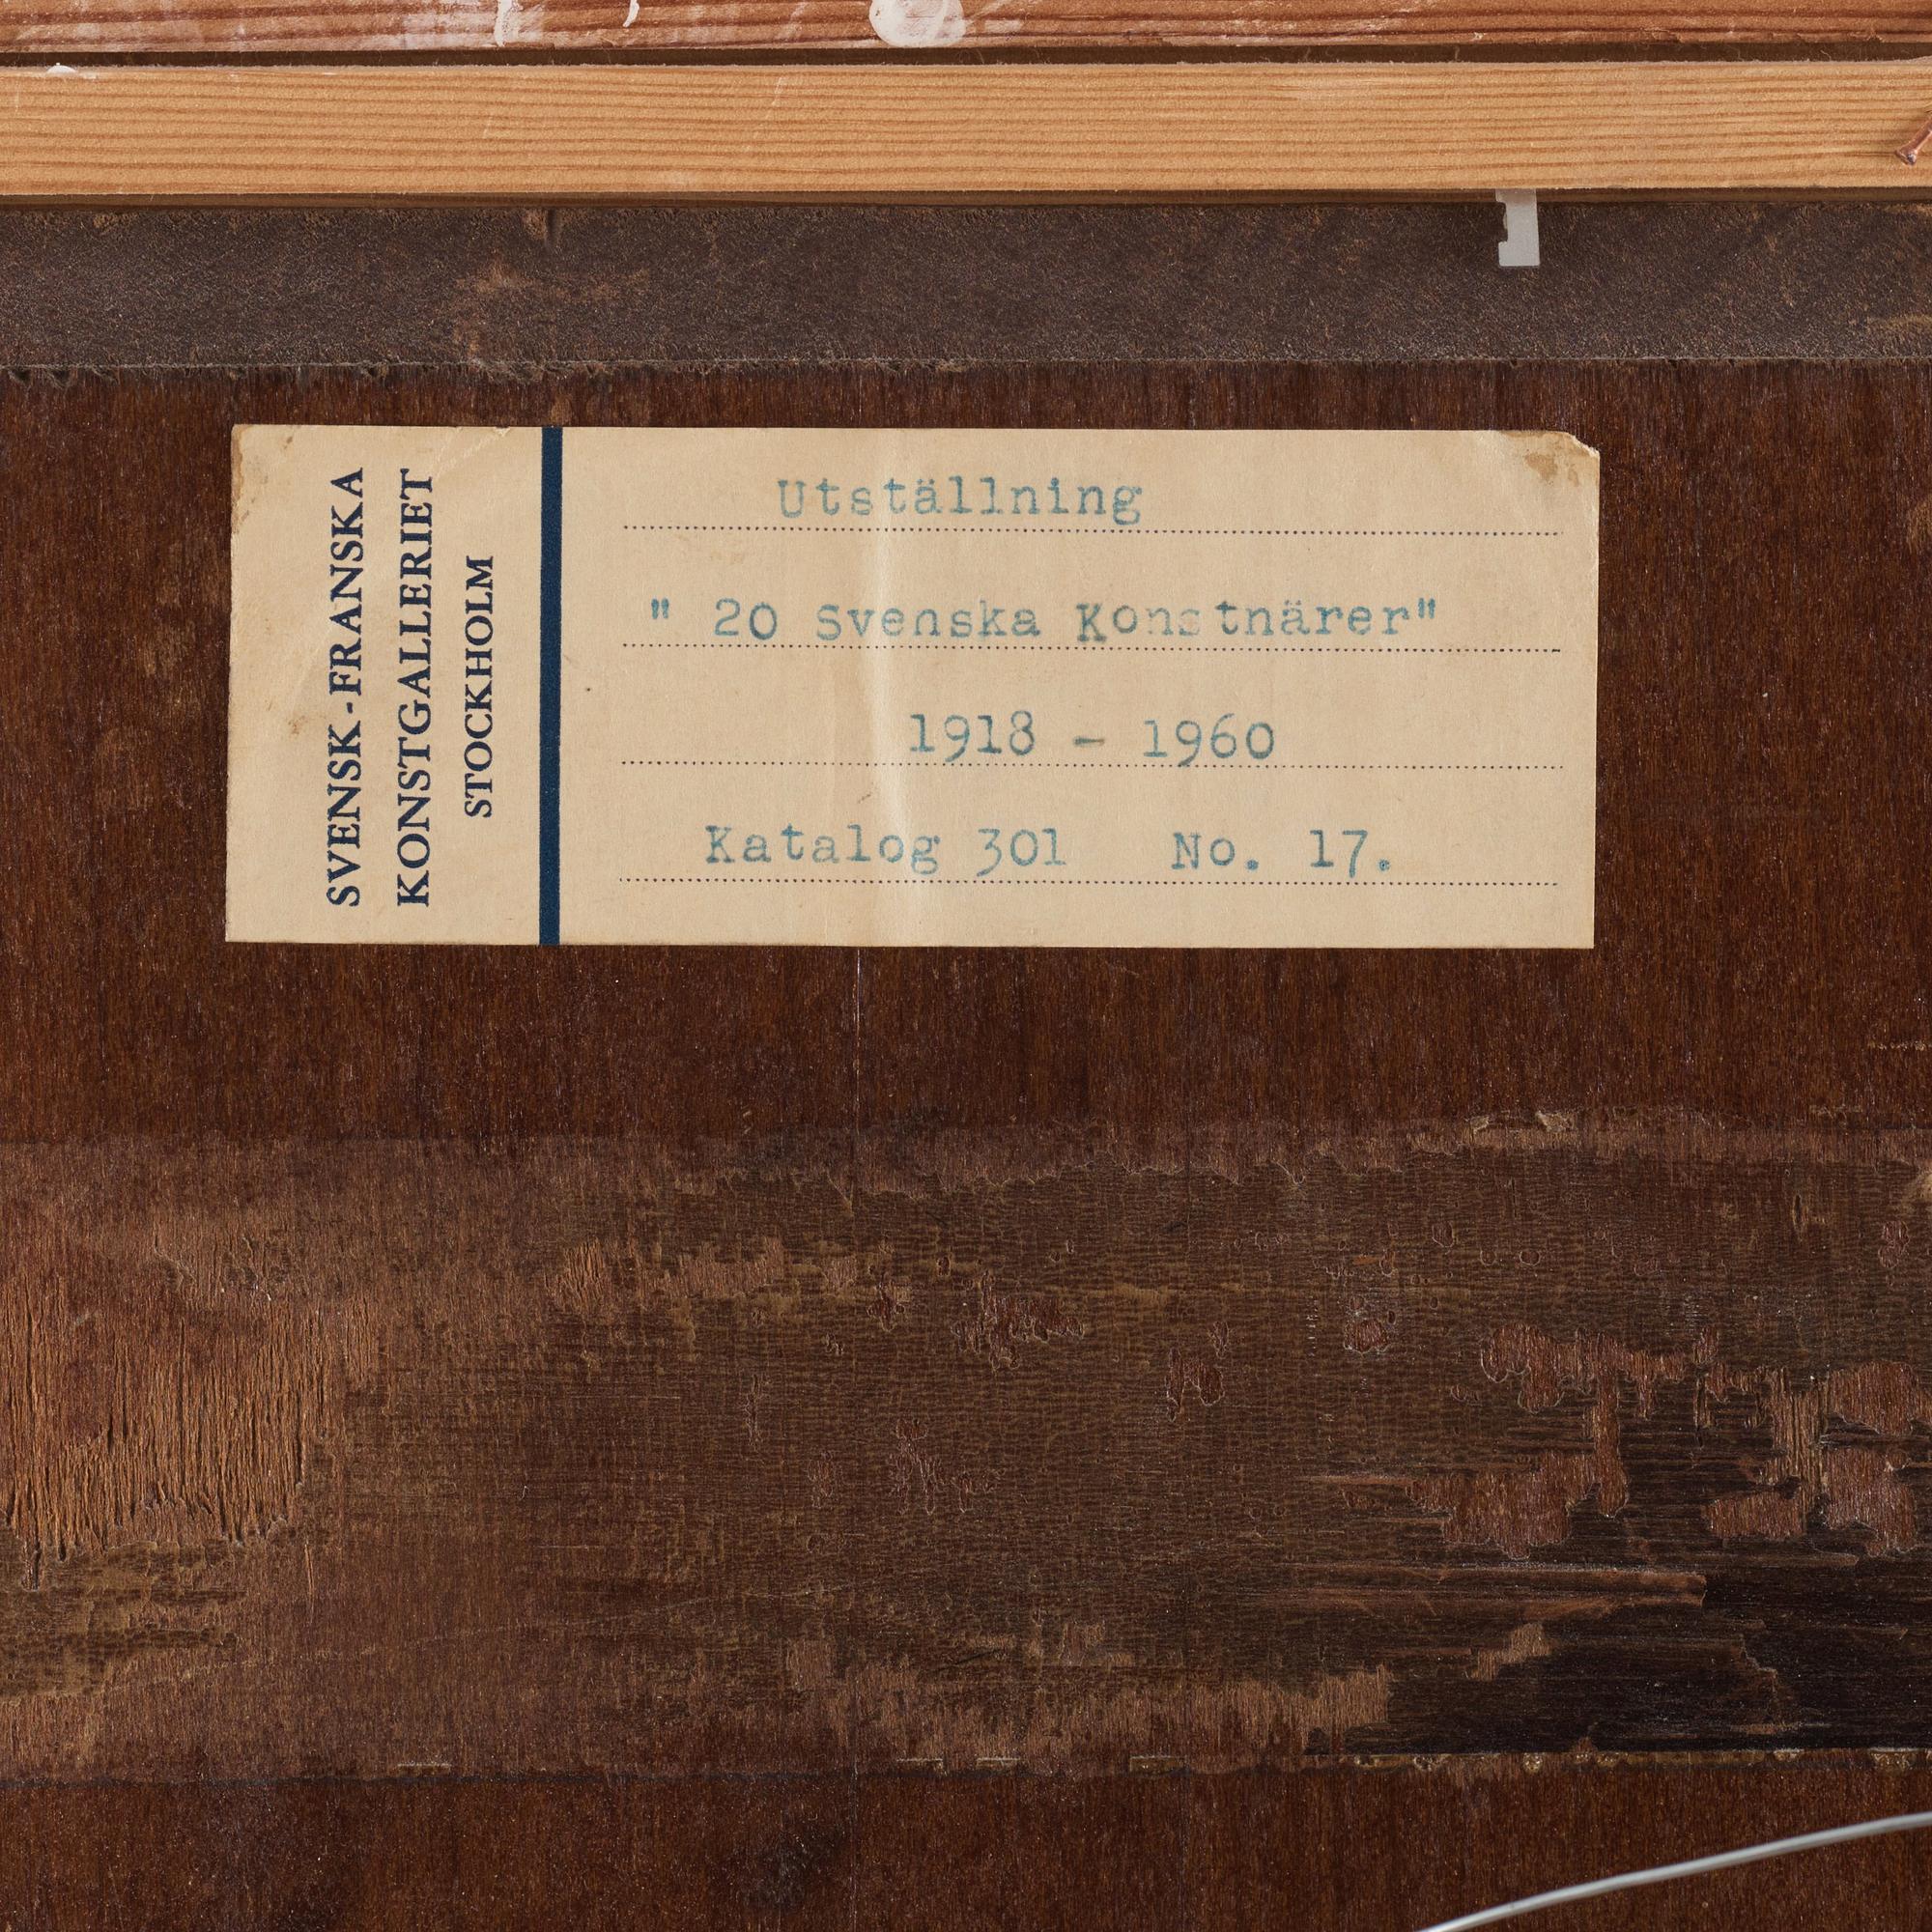 SVENSK-FRANSKA
KONSTGALLERIET
STOCKHOLM
Utställning
" 20 Svenska Konstnärer"
1918 - 1960
Katalog 301 No. 17.